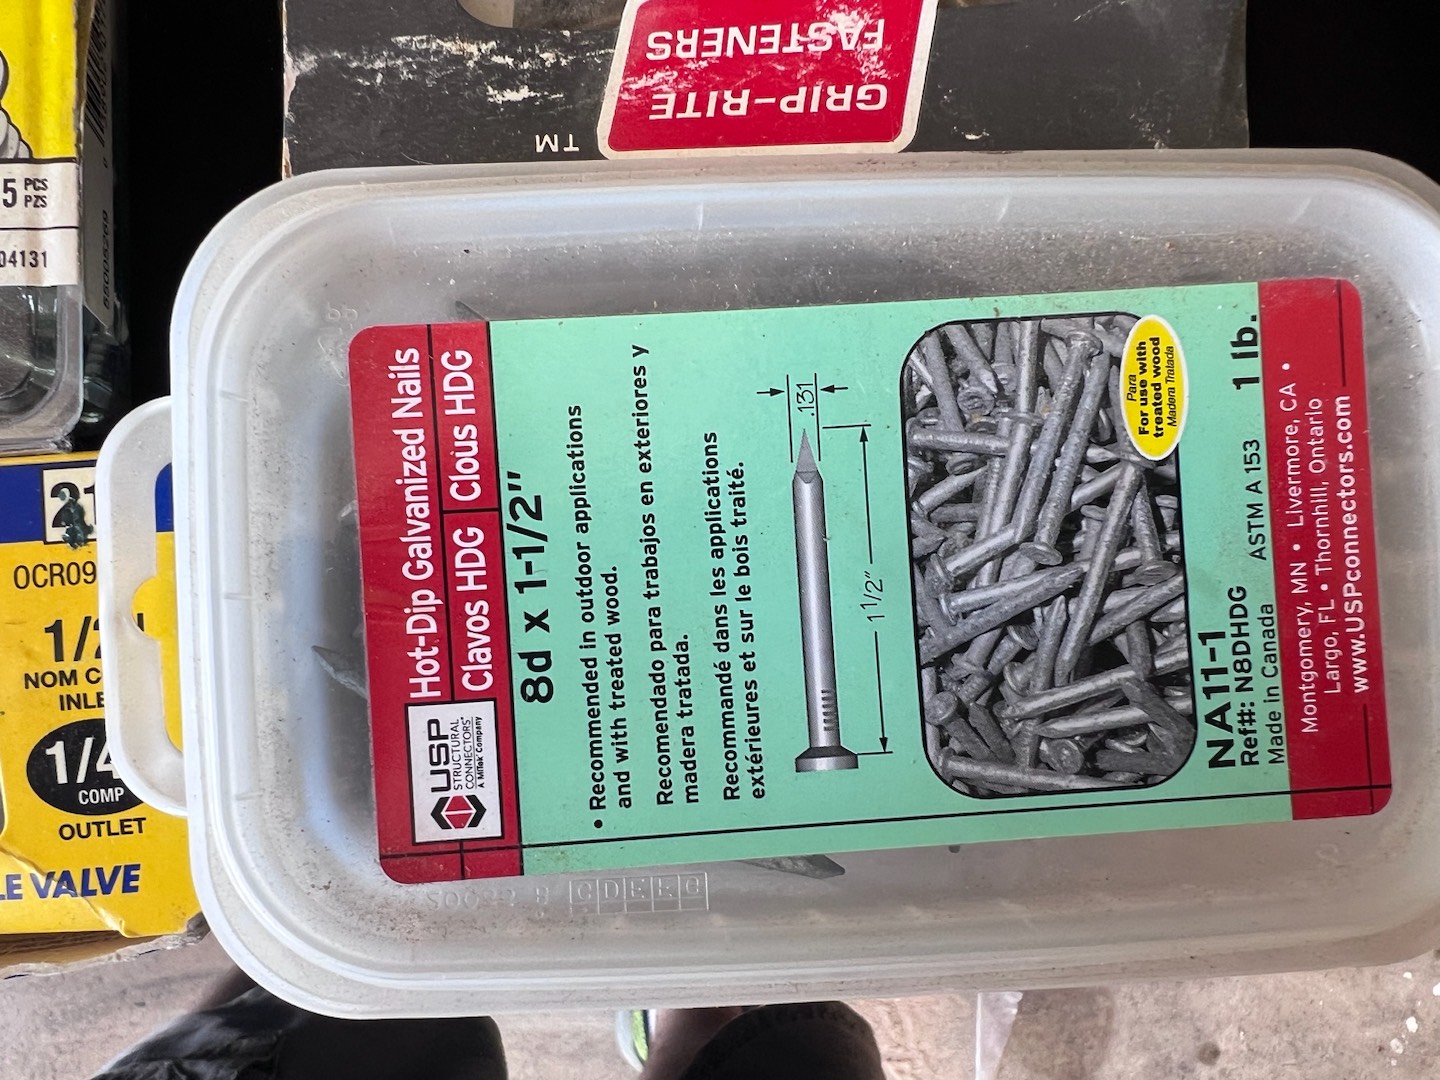 GRIP-RITE
FASTENERS
TM
5 PCS
PZS
04131
OCR09
NOM
INLE
1/4
COMP
OUTLET
LE VALVE
USP
STRUCTURAL
CONNECTORS
A MiTek Company
Hot-Dip Galvanized Nails
Clavos HDG Clous HDG
8d x 1-1/2"
• Recommended in outdoor applications
and with treated wood.
Recomendado para trabajos en exteriores y
madera tratada.
Recommandé dans les applications
extérieures et sur le bois traité.
.131
1 1/2"
Para
For use with
treated wood
Madera Tratada
NA11-1 1 lb.
Ref#: N8DHDG ASTM A 153
Made in Canada
Montgomery, MN • Livermore, CA •
Largo, FL • Thornhill, Ontario
www.USPconnectors.com